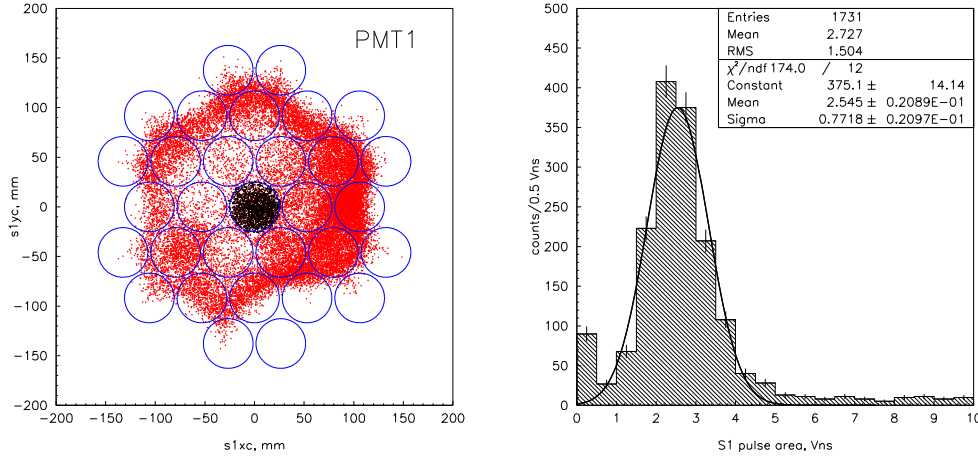 PMT1
200
150
100
50
0
−50
−100
−150
−200
−200 −150 −100 −50 0 50 100 150 200
s1yc, mm
s1xc, mm
Entries 1731
Mean 2.727
RMS 1.504
χ²/ndf 174.0 / 12
Constant 375.1 ± 14.14
Mean 2.545 ± 0.2089E−01
Sigma 0.7718 ± 0.2097E−01
500
450
400
350
300
250
200
150
100
50
0
0 1 2 3 4 5 6 7 8 9 10
counts/0.5 Vns
S1 pulse area, Vns